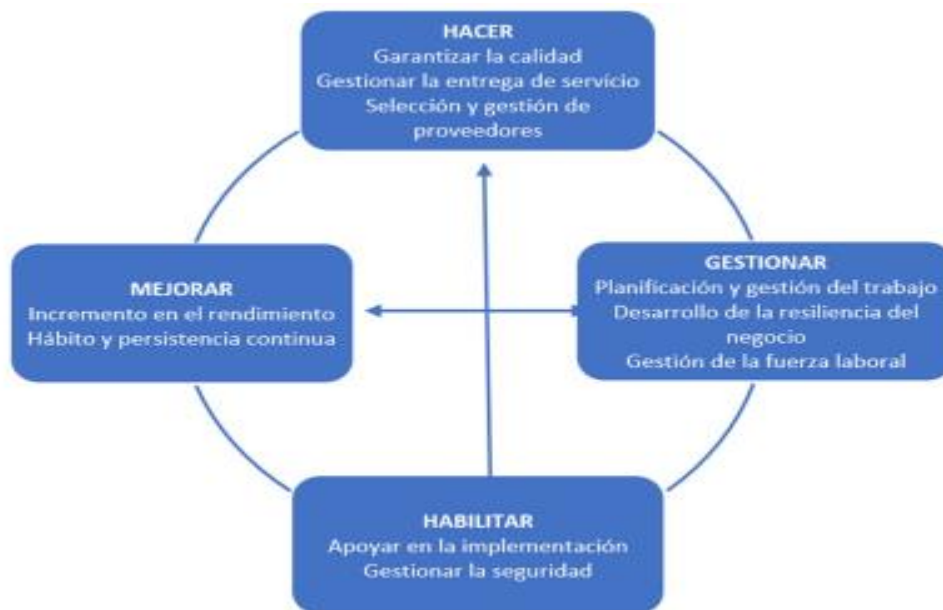 HACER
Garantizar la calidad
Gestionar la entrega de servicio
Selección y gestión de
proveedores
MEJORAR
Incremento en el rendimiento
Hábito y persistencia continua
GESTIONAR
Planificación y gestión del trabajo
Desarrollo de la resiliencia del
negocio
Gestión de la fuerza laboral
HABILITAR
Apoyar en la implementación
Gestionar la seguridad